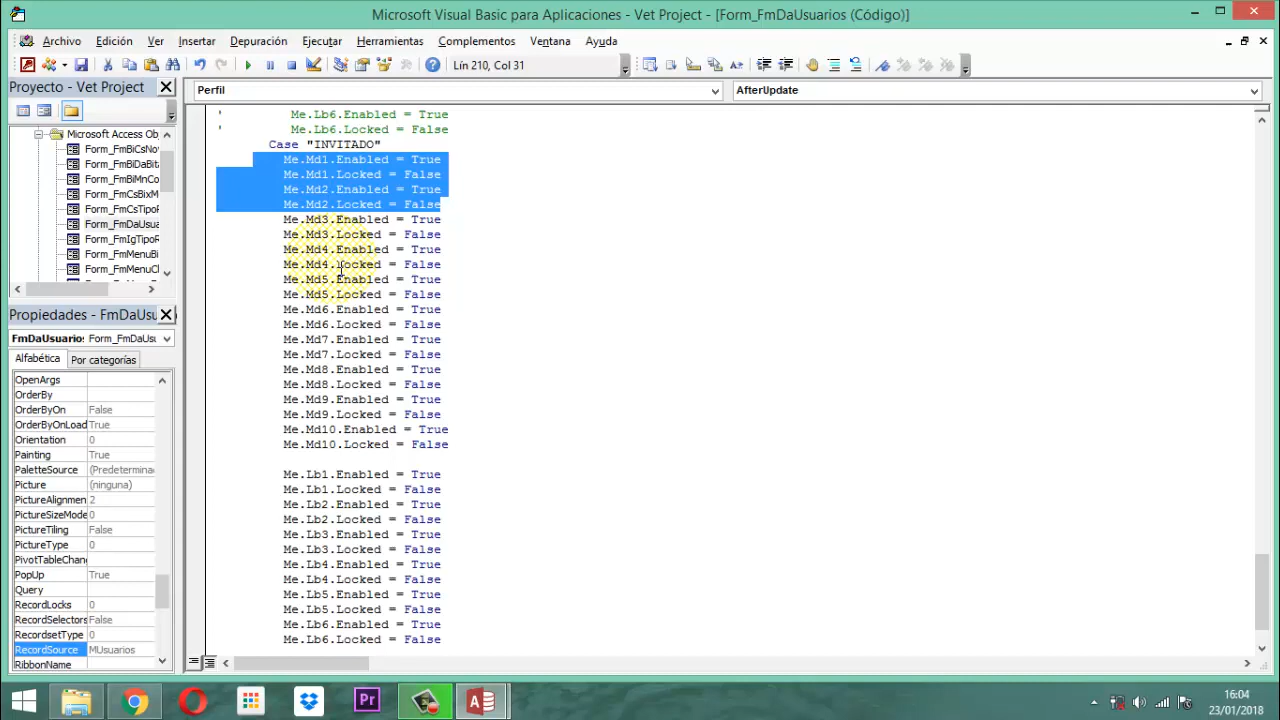 Microsoft Visual Basic para Aplicaciones - Vet Project - [Form_FmDaUsuarios (Código)]
Archivo Edición Ver Insertar Formato Depuración Ejecutar Herramientas Complementos Ventana Ayuda
Lín 210, Col 31
Proyecto - Vet Project
Perfil
AfterUpdate
Microsoft Access Obj
Form_FmBiCsNov
Form_FmBiDaBita
Form_FmBiMnCo
Form_FmCsBixM
Form_FmCsTipoR
Form_FmDaUsua
Form_FmIgTipoR
Form_FmMenuBi
Form_FmMenuCl
Propiedades - FmDaUsu
FmDaUsuarios Form_FmDaUsu
Alfabética Por categorías
OpenArgs
OrderBy
OrderByOn False
OrderByOnLoad True
Orientation 0
Painting True
PaletteSource (Predetermina
Picture (ninguna)
PictureAlignmen 2
PictureSizeMode 0
PictureTiling False
PictureType 0
PivotTableChang
PopUp True
Query
RecordLocks 0
RecordSelectors False
RecordsetType 0
RecordSource MUsuarios
RibbonName
' Me.Lb6.Enabled = True
' Me.Lb6.Locked = False
Case "INVITADO"
Me.Md1.Enabled = True
Me.Md1.Locked = False
Me.Md2.Enabled = True
Me.Md2.Locked = False
Me.Md3.Enabled = True
Me.Md3.Locked = False
Me.Md4.Enabled = True
Me.Md4.Locked = False
Me.Md5.Enabled = True
Me.Md5.Locked = False
Me.Md6.Enabled = True
Me.Md6.Locked = False
Me.Md7.Enabled = True
Me.Md7.Locked = False
Me.Md8.Enabled = True
Me.Md8.Locked = False
Me.Md9.Enabled = True
Me.Md9.Locked = False
Me.Md10.Enabled = True
Me.Md10.Locked = False
Me.Lb1.Enabled = True
Me.Lb1.Locked = False
Me.Lb2.Enabled = True
Me.Lb2.Locked = False
Me.Lb3.Enabled = True
Me.Lb3.Locked = False
Me.Lb4.Enabled = True
Me.Lb4.Locked = False
Me.Lb5.Enabled = True
Me.Lb5.Locked = False
Me.Lb6.Enabled = True
Me.Lb6.Locked = False
Pr
16:04
23/01/2018